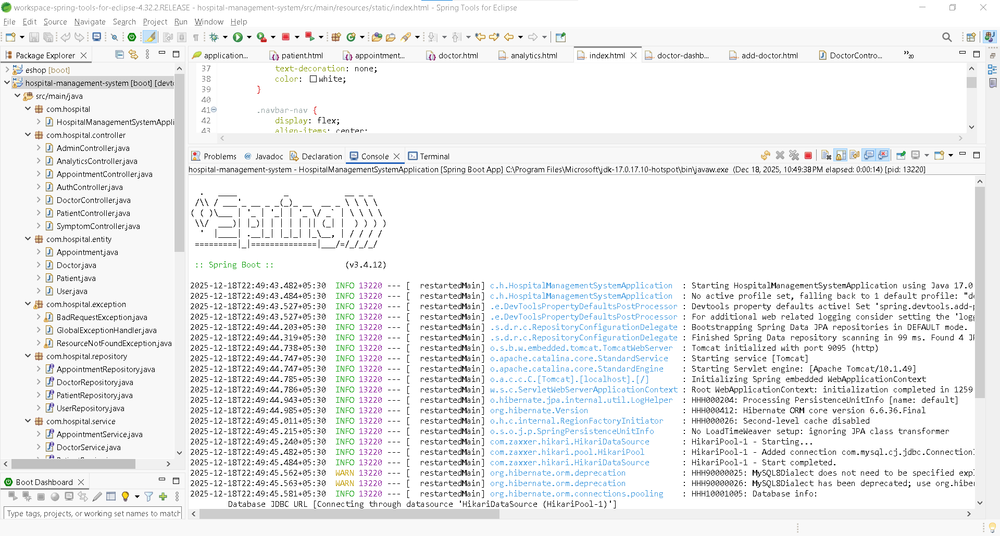 workspace-spring-tools-for-eclipse-4.32.2.RELEASE - hospital-management-system/src/main/resources/static/index.html - Spring Tools for Eclipse
File Edit Source Navigate Search Project Run Window Help
Package Explorer
eshop [boot]
hospital-management-system [boot] [devto
src/main/java
com.hospital
HospitalManagementSystemAppli
com.hospital.controller
AdminController.java
AnalyticsController.java
AppointmentController.java
AuthController.java
DoctorController.java
PatientController.java
SymptomController.java
com.hospital.entity
Appointment.java
Doctor.java
Patient.java
User.java
com.hospital.exception
BadRequestException.java
GlobalExceptionHandler.java
ResourceNotFoundException.java
com.hospital.repository
AppointmentRepository.java
DoctorRepository.java
PatientRepository.java
UserRepository.java
com.hospital.service
AppointmentService.java
DoctorService.java
Boot Dashboard
Type tags, projects, or working set names to match
application... patient.html appointment... doctor.html analytics.html index.html doctor-dashb... add-doctor.html DoctorContro... »20
37 text-decoration: none;
38 color: white;
39 }
40
41 .navbar-nav {
42 display: flex;
43 align-items: center;
Problems Javadoc Declaration Console Terminal
hospital-management-system - HospitalManagementSystemApplication [Spring Boot App] C:\Program Files\Microsoft\jdk-17.0.17.10-hotspot\bin\javaw.exe (Dec 18, 2025, 10:49:38 PM elapsed: 0:00:14) [pid: 13220]
  .   ____          _            __ _ _
 /\\ / ___'_ __ _ _(_)_ __  __ _ \ \ \ \
( ( )\___ | '_ | '_| | '_ \/ _` | \ \ \ \
 \\/  ___)| |_)| | | | | || (_| |  ) ) ) )
  '  |____| .__|_| |_|_| |_\__, | / / / /
 =========|_|==============|___/=/_/_/_/
:: Spring Boot :: (v3.4.12)
2025-12-18T22:49:43.482+05:30 INFO 13220 --- [ restartedMain] c.h.HospitalManagementSystemApplication : Starting HospitalManagementSystemApplication using Java 17.0
2025-12-18T22:49:43.484+05:30 INFO 13220 --- [ restartedMain] c.h.HospitalManagementSystemApplication : No active profile set, falling back to 1 default profile: "de
2025-12-18T22:49:43.527+05:30 INFO 13220 --- [ restartedMain] .e.DevToolsPropertyDefaultsPostProcessor : Devtools property defaults active! Set 'spring.devtools.add-p
2025-12-18T22:49:43.527+05:30 INFO 13220 --- [ restartedMain] .e.DevToolsPropertyDefaultsPostProcessor : For additional web related logging consider setting the 'logg
2025-12-18T22:49:44.203+05:30 INFO 13220 --- [ restartedMain] .s.d.r.c.RepositoryConfigurationDelegate : Bootstrapping Spring Data JPA repositories in DEFAULT mode.
2025-12-18T22:49:44.319+05:30 INFO 13220 --- [ restartedMain] .s.d.r.c.RepositoryConfigurationDelegate : Finished Spring Data repository scanning in 99 ms. Found 4 JP
2025-12-18T22:49:44.738+05:30 INFO 13220 --- [ restartedMain] o.s.b.w.embedded.tomcat.TomcatWebServer : Tomcat initialized with port 9095 (http)
2025-12-18T22:49:44.747+05:30 INFO 13220 --- [ restartedMain] o.apache.catalina.core.StandardService : Starting service [Tomcat]
2025-12-18T22:49:44.747+05:30 INFO 13220 --- [ restartedMain] o.apache.catalina.core.StandardEngine : Starting Servlet engine: [Apache Tomcat/10.1.49]
2025-12-18T22:49:44.785+05:30 INFO 13220 --- [ restartedMain] o.a.c.c.C.[Tomcat].[localhost].[/] : Initializing Spring embedded WebApplicationContext
2025-12-18T22:49:44.786+05:30 INFO 13220 --- [ restartedMain] w.s.c.ServletWebServerApplicationContext : Root WebApplicationContext: initialization completed in 1259
2025-12-18T22:49:44.943+05:30 INFO 13220 --- [ restartedMain] o.hibernate.jpa.internal.util.LogHelper : HHH000204: Processing PersistenceUnitInfo [name: default]
2025-12-18T22:49:44.985+05:30 INFO 13220 --- [ restartedMain] org.hibernate.Version : HHH000412: Hibernate ORM core version 6.6.36.Final
2025-12-18T22:49:45.011+05:30 INFO 13220 --- [ restartedMain] o.h.c.internal.RegionFactoryInitiator : HHH000026: Second-level cache disabled
2025-12-18T22:49:45.215+05:30 INFO 13220 --- [ restartedMain] o.s.o.j.p.SpringPersistenceUnitInfo : No LoadTimeWeaver setup: ignoring JPA class transformer
2025-12-18T22:49:45.240+05:30 INFO 13220 --- [ restartedMain] com.zaxxer.hikari.HikariDataSource : HikariPool-1 - Starting...
2025-12-18T22:49:45.482+05:30 INFO 13220 --- [ restartedMain] com.zaxxer.hikari.pool.HikariPool : HikariPool-1 - Added connection com.mysql.cj.jdbc.Connection
2025-12-18T22:49:45.484+05:30 INFO 13220 --- [ restartedMain] com.zaxxer.hikari.HikariDataSource : HikariPool-1 - Start completed.
2025-12-18T22:49:45.562+05:30 WARN 13220 --- [ restartedMain] org.hibernate.orm.deprecation : HHH90000025: MySQL8Dialect does not need to be specified expl
2025-12-18T22:49:45.563+05:30 WARN 13220 --- [ restartedMain] org.hibernate.orm.deprecation : HHH90000026: MySQL8Dialect has been deprecated; use org.hiber
2025-12-18T22:49:45.581+05:30 INFO 13220 --- [ restartedMain] org.hibernate.orm.connections.pooling : HHH10001005: Database info:
Database JDBC URL [Connecting through datasource 'HikariDataSource (HikariPool-1)']